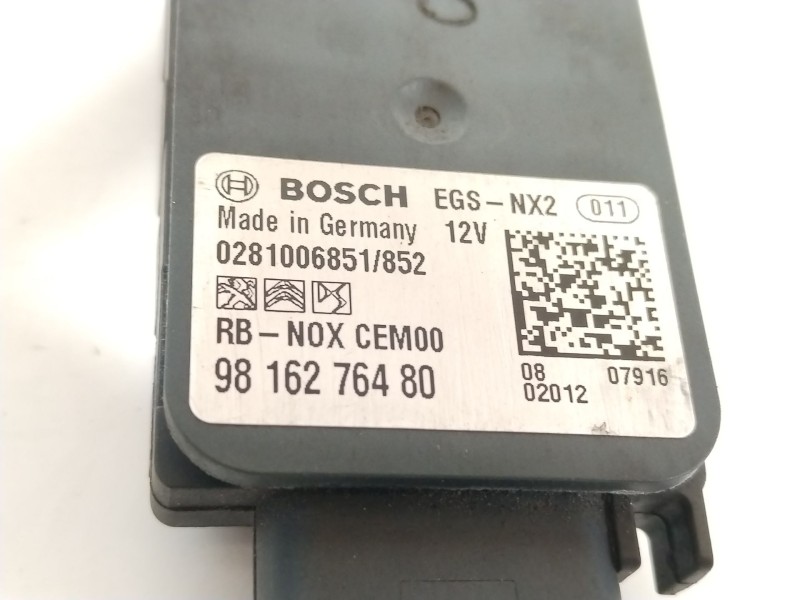 BOSCH EGS-NX2 011
Made in Germany 12V
0281006851/852
RB-NOX CEM00
98 162 764 80
08 07916
02012